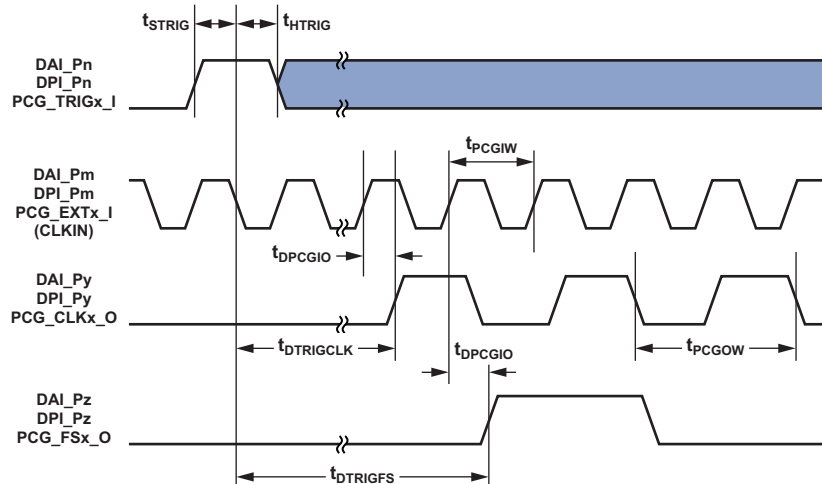 tSTRIG
tHTRIG
DAI_Pn
DPI_Pn
PCG_TRIGx_I
tPCGIW
DAI_Pm
DPI_Pm
PCG_EXTx_I
(CLKIN)
tDPCGIO
DAI_Py
DPI_Py
PCG_CLKx_O
tDTRIGCLK
tDPCGIO
tPCGOW
DAI_Pz
DPI_Pz
PCG_FSx_O
tDTRIGFS